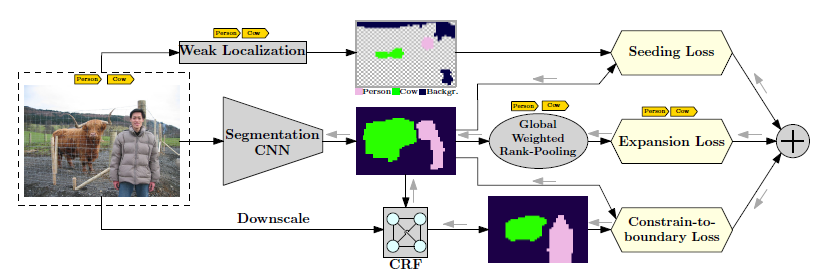 Person Cow
Weak Localization
Person Cow Backgr.
Seeding Loss
Person Cow
Segmentation
CNN
Person Cow
Global
Weighted
Rank-Pooling
Person Cow
Expansion Loss
Downscale
CRF
Constrain-to-
boundary Loss